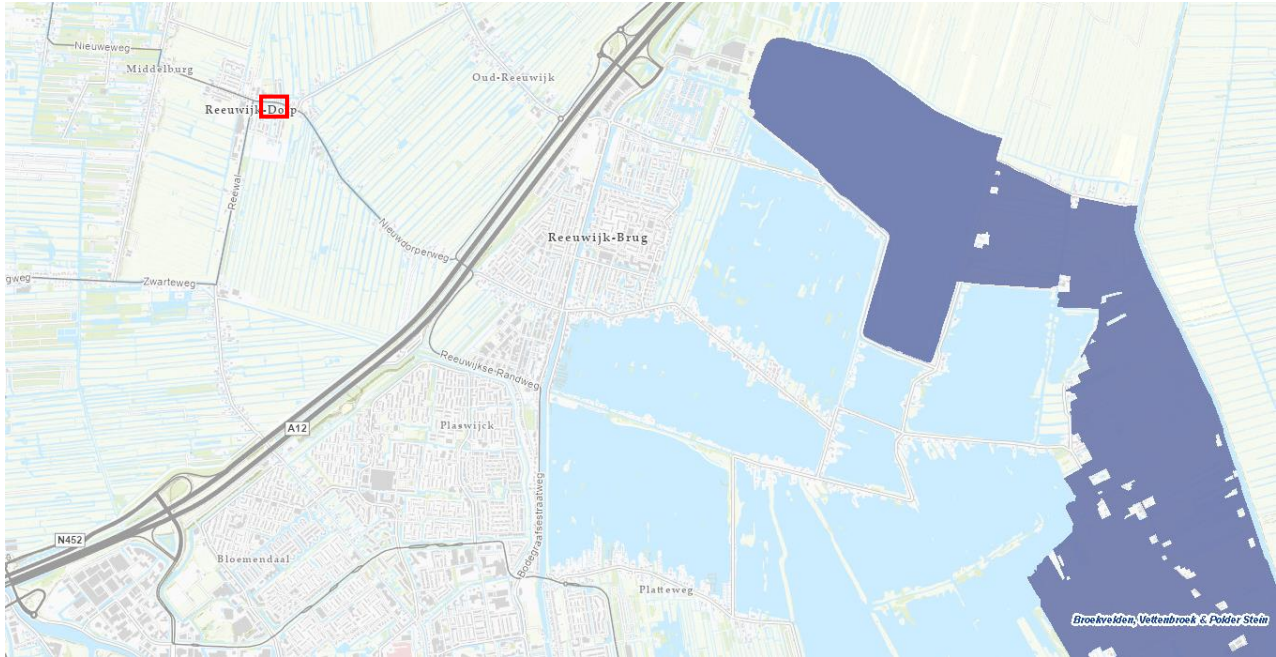 Nieuweweg
Middelburg
Oud-Reeuwijk
Reeuwijk-Dorp
Reewal
Nieuwdorperweg
Reeuwijk-Brug
gweg
Zwarteweg
Reeuwijkse-Randweg
A12
Plaswijck
Bodegraafsestraatweg
N452
Bloemendaal
Platteweg
Broekvelden, Vettenbroek & Polder Stein